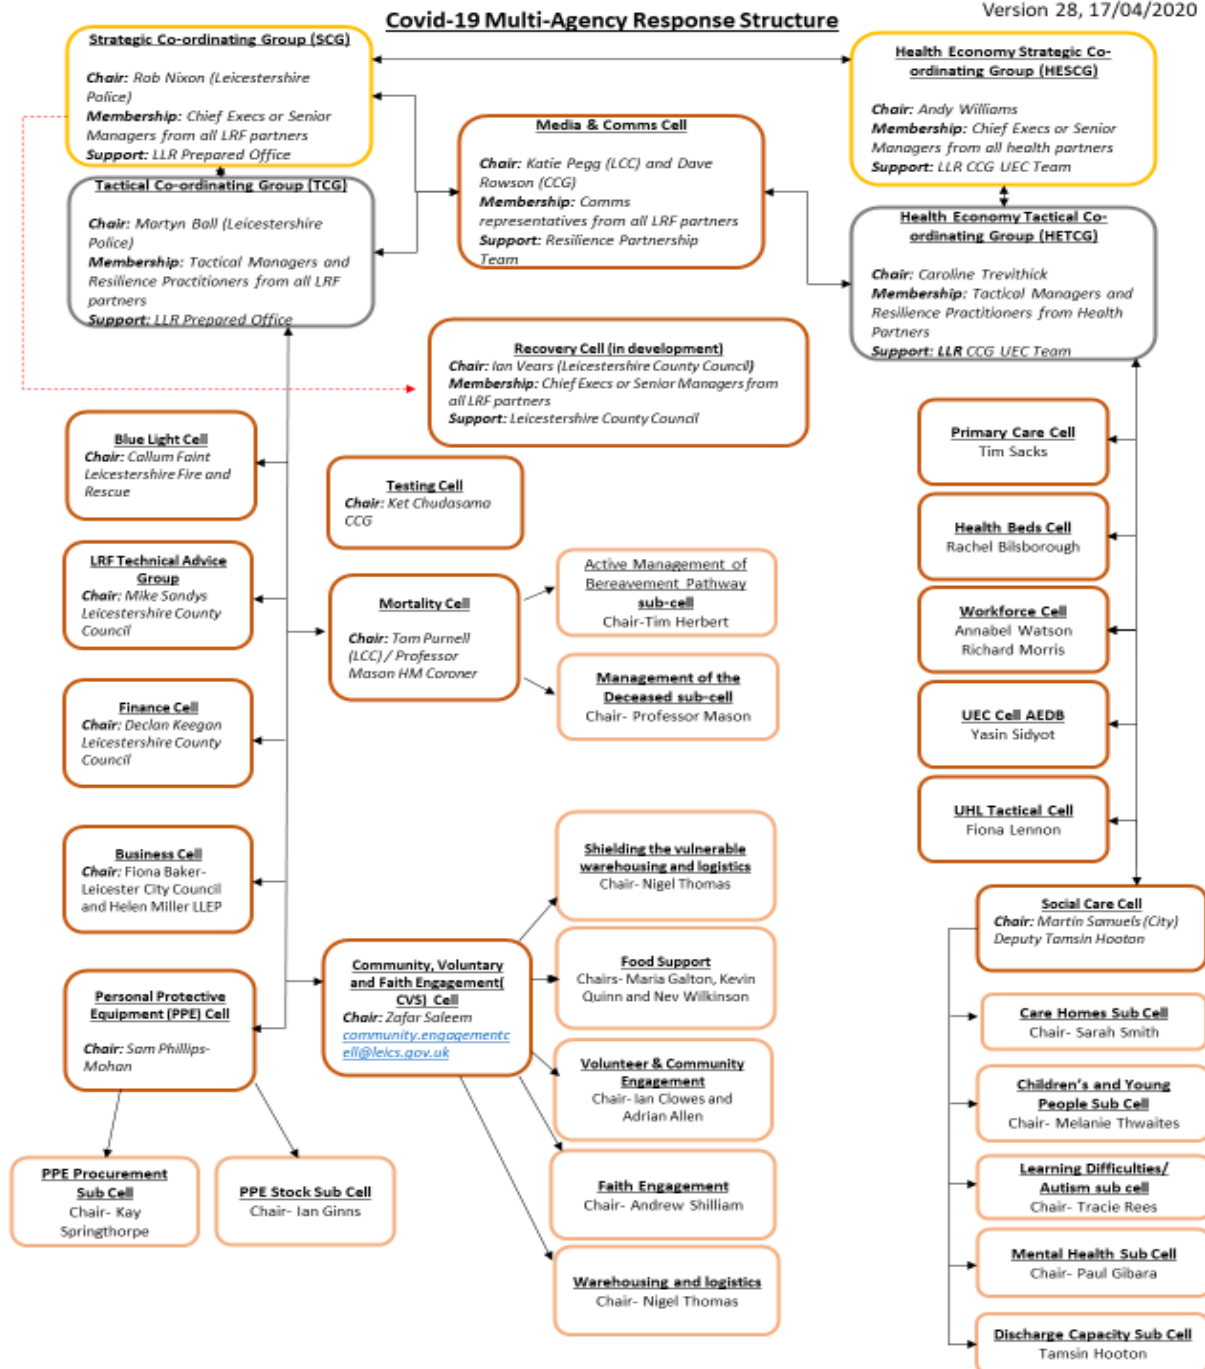 Version 28, 17/04/2020
Covid-19 Multi-Agency Response Structure
Strategic Co-ordinating Group (SCG)
Chair: Rob Nixon (Leicestershire
Police)
Membership: Chief Execs or Senior
Managers from all LRF partners
Support: LLR Prepared Office
Health Economy Strategic Co-
ordinating Group (HESCG)
Chair: Andy Williams
Membership: Chief Execs or Senior
Managers from all health partners
Support: LLR CCG UEC Team
Media & Comms Cell
Chair: Katie Pegg (LCC) and Dave
Rowson (CCG)
Membership: Comms
representatives from all LRF partners
Support: Resilience Partnership
Team
Tactical Co-ordinating Group (TCG)
Chair: Martyn Ball (Leicestershire
Police)
Membership: Tactical Managers and
Resilience Practitioners from all LRF
partners
Support: LLR Prepared Office
Health Economy Tactical Co-
ordinating Group (HETCG)
Chair: Caroline Trevithick
Membership: Tactical Managers and
Resilience Practitioners from Health
Partners
Support: LLR CCG UEC Team
Recovery Cell (in development)
Chair: Ian Vears (Leicestershire County Council)
Membership: Chief Execs or Senior Managers from
all LRF partners
Support: Leicestershire County Council
Blue Light Cell
Chair: Callum Faint
Leicestershire Fire and
Rescue
Testing Cell
Chair: Ket Chudasama
CCG
LRF Technical Advice
Group
Chair: Mike Sandys
Leicestershire County
Council
Mortality Cell
Chair: Tom Purnell
(LCC) / Professor
Mason HM Coroner
Active Management of
Bereavement Pathway
sub-cell
Chair-Tim Herbert
Management of the
Deceased sub-cell
Chair- Professor Mason
Finance Cell
Chair: Declan Keegan
Leicestershire County
Council
Business Cell
Chair: Fiona Baker-
Leicester City Council
and Helen Miller LLEP
Personal Protective
Equipment (PPE) Cell
Chair: Sam Phillips-
Mohan
PPE Procurement
Sub Cell
Chair- Kay
Springthorpe
PPE Stock Sub Cell
Chair- Ian Ginns
Community, Voluntary
and Faith Engagement(
CVS) Cell
Chair: Zafar Saleem
community.engagementc
ell@leics.gov.uk
Shielding the vulnerable
warehousing and logistics
Chair- Nigel Thomas
Food Support
Chairs- Maria Galton, Kevin
Quinn and Nev Wilkinson
Volunteer & Community
Engagement
Chair- Ian Clowes and
Adrian Allen
Faith Engagement
Chair- Andrew Shilliam
Warehousing and logistics
Chair- Nigel Thomas
Primary Care Cell
Tim Sacks
Health Beds Cell
Rachel Bilsborough
Workforce Cell
Annabel Watson
Richard Morris
UEC Cell AEDB
Yasin Sidyot
UHL Tactical Cell
Fiona Lennon
Social Care Cell
Chair: Martin Samuels (City)
Deputy Tamsin Hooton
Care Homes Sub Cell
Chair- Sarah Smith
Children's and Young
People Sub Cell
Chair- Melanie Thwaites
Learning Difficulties/
Autism sub cell
Chair- Tracie Rees
Mental Health Sub Cell
Chair- Paul Gibara
Discharge Capacity Sub Cell
Tamsin Hooton